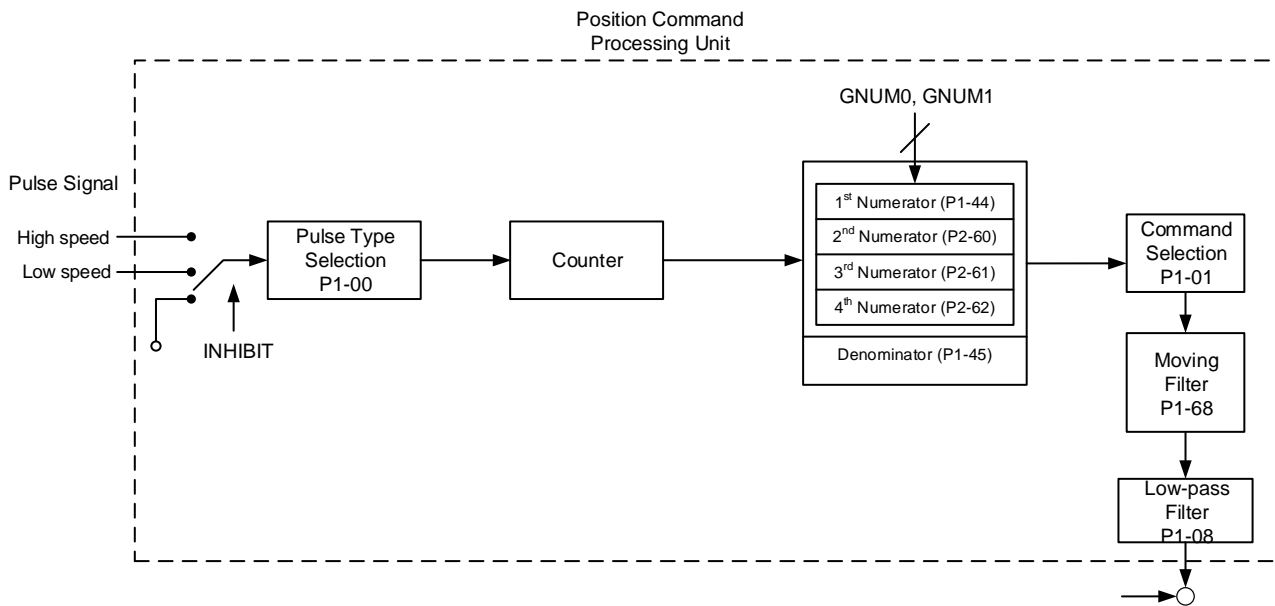 Position Command
Processing Unit
GNUM0, GNUM1
Pulse Signal
High speed
Low speed
INHIBIT
Pulse Type
Selection
P1-00
Counter
1st Numerator (P1-44)
2nd Numerator (P2-60)
3rd Numerator (P2-61)
4th Numerator (P2-62)
Denominator (P1-45)
Command
Selection
P1-01
Moving
Filter
P1-68
Low-pass
Filter
P1-08